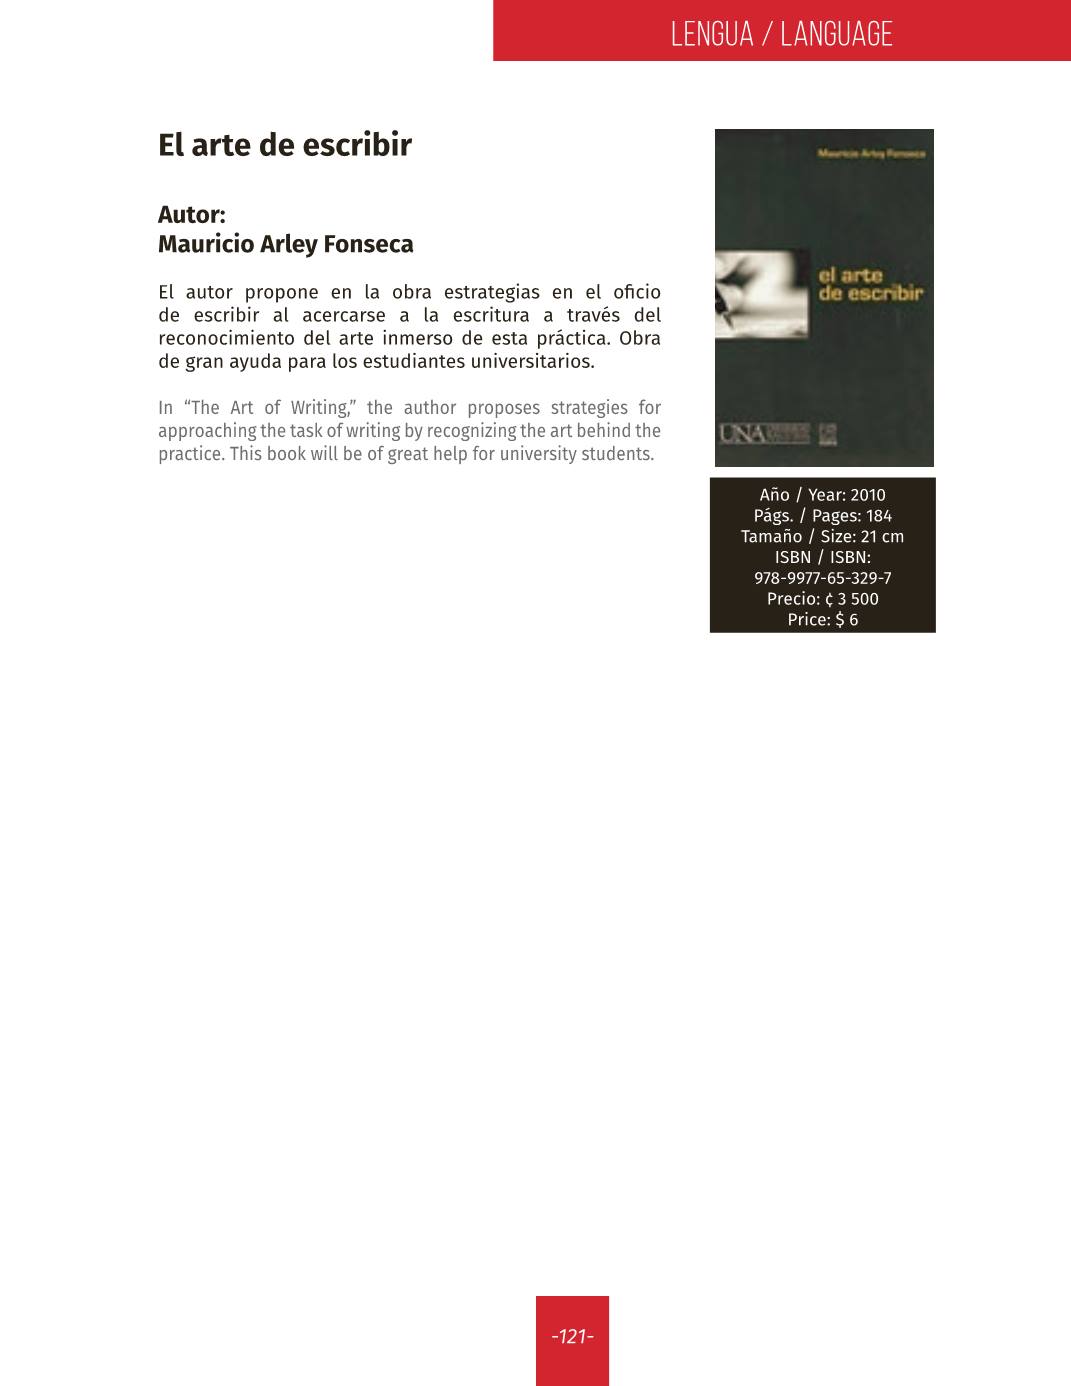 LENGUA / LANGUAGE
El arte de escribir
Autor:
Mauricio Arley Fonseca
El autor propone en la obra estrategias en el oficio
de escribir al acercarse a la escritura a través del
reconocimiento del arte inmerso de esta práctica. Obra
de gran ayuda para los estudiantes universitarios.
In “The Art of Writing,” the author proposes strategies for
approaching the task of writing by recognizing the art behind the
practice. This book will be of great help for university students.
Mauricio Arley Fonseca
el arte
de escribir
UNA
Año / Year: 2010
Págs. / Pages: 184
Tamaño / Size: 21 cm
ISBN / ISBN:
978-9977-65-329-7
Precio: ¢ 3 500
Price: $ 6
-121-